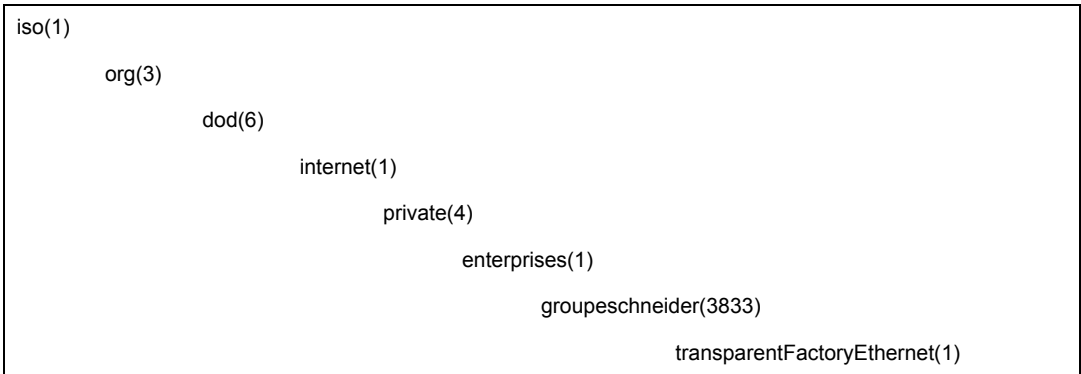 iso(1)
org(3)
dod(6)
internet(1)
private(4)
enterprises(1)
groupeschneider(3833)
transparentFactoryEthernet(1)